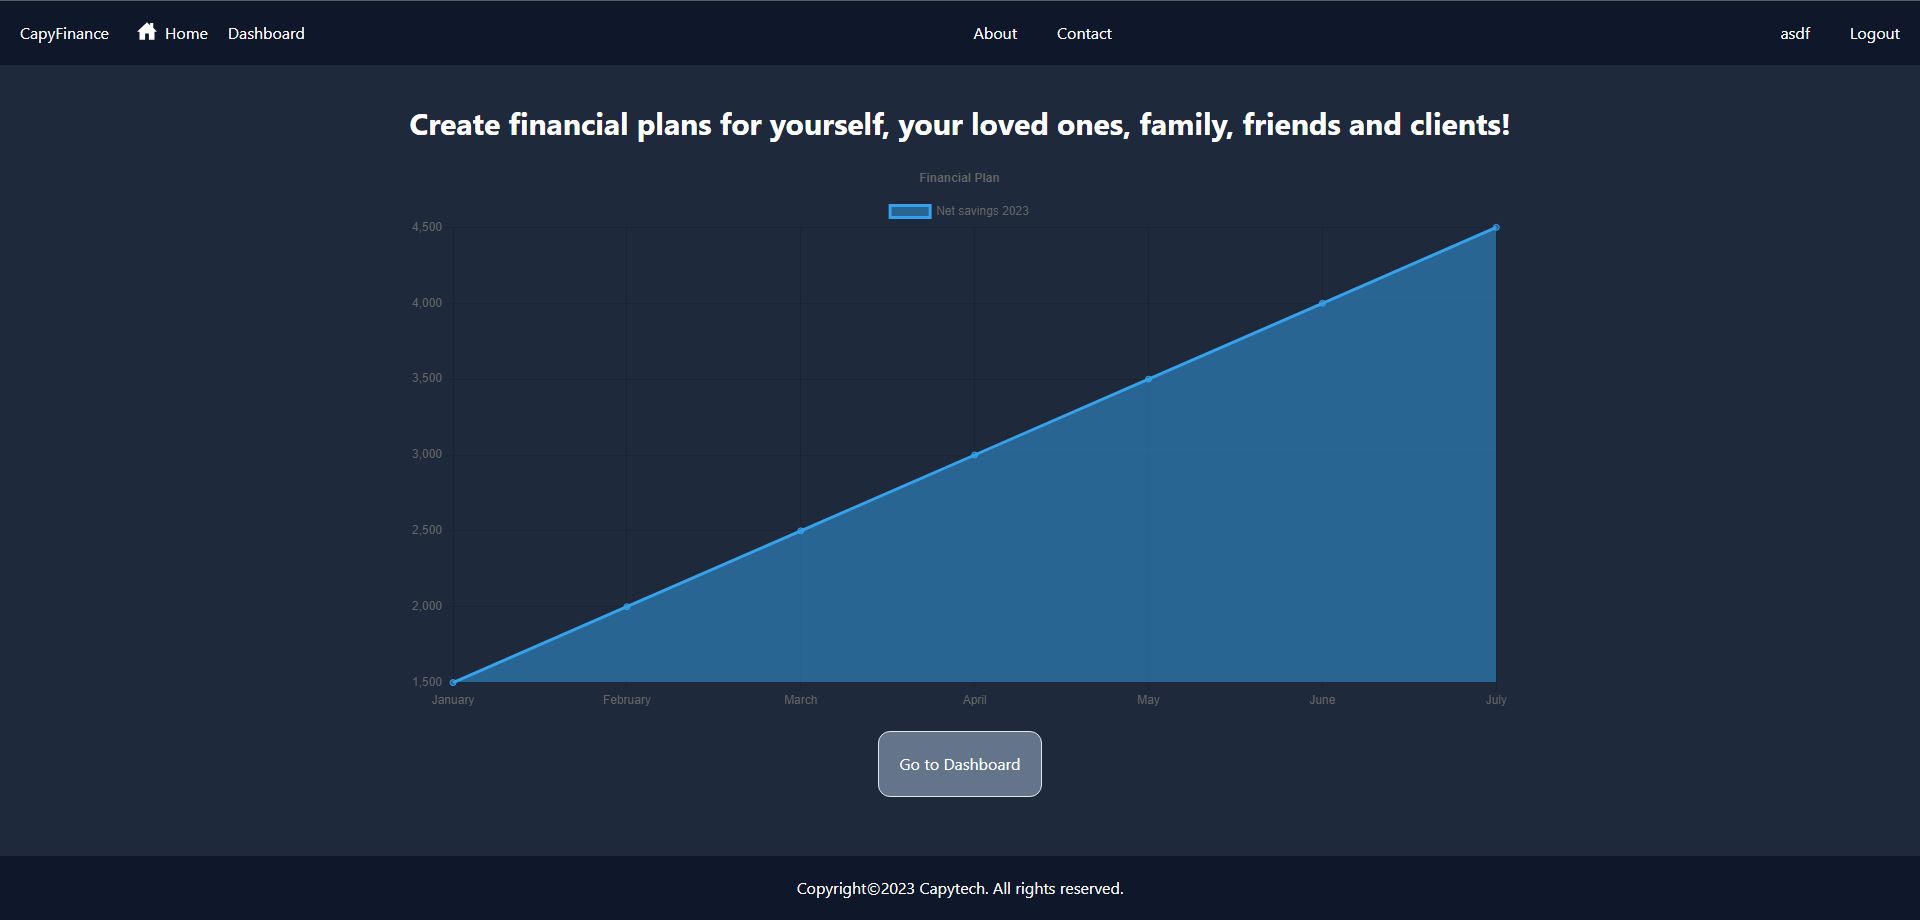 CapyFinance Home Dashboard About Contact asdf Logout
Create financial plans for yourself, your loved ones, family, friends and clients!
Financial Plan
Net savings 2023
4,500
4,000
3,500
3,000
2,500
2,000
1,500
January February March April May June July
Go to Dashboard
Copyright©2023 Capytech. All rights reserved.